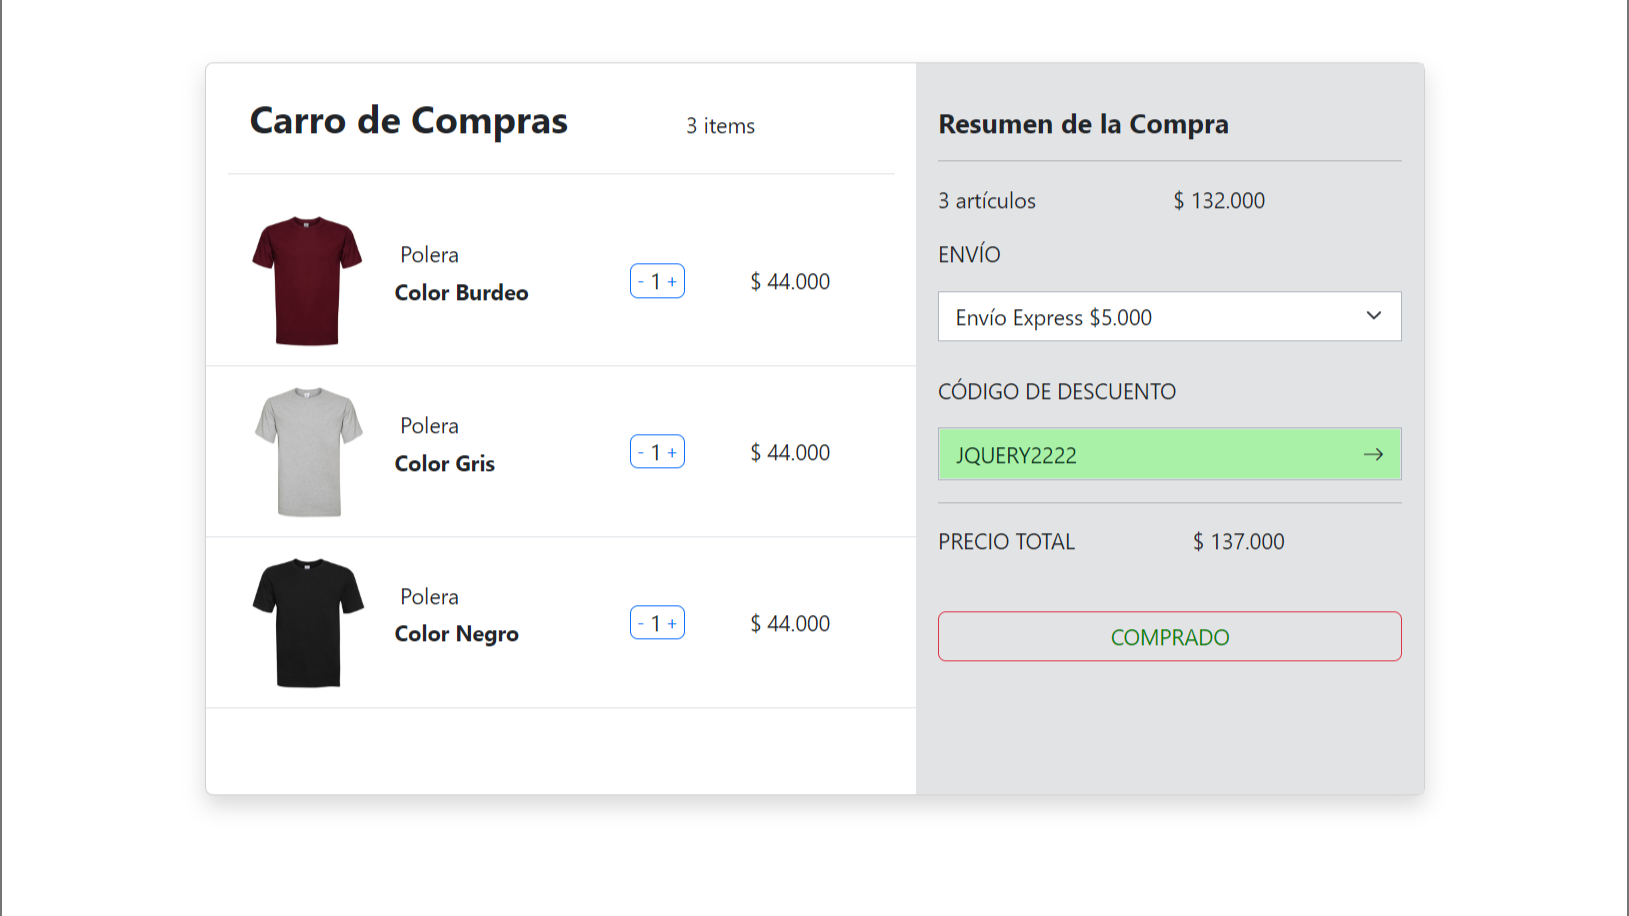 Carro de Compras
3 items
Polera
Color Burdeo
- 1 +
$ 44.000
Polera
Color Gris
- 1 +
$ 44.000
Polera
Color Negro
- 1 +
$ 44.000
Resumen de la Compra
3 artículos
$ 132.000
ENVÍO
Envío Express $5.000
CÓDIGO DE DESCUENTO
JQUERY2222
PRECIO TOTAL
$ 137.000
COMPRADO